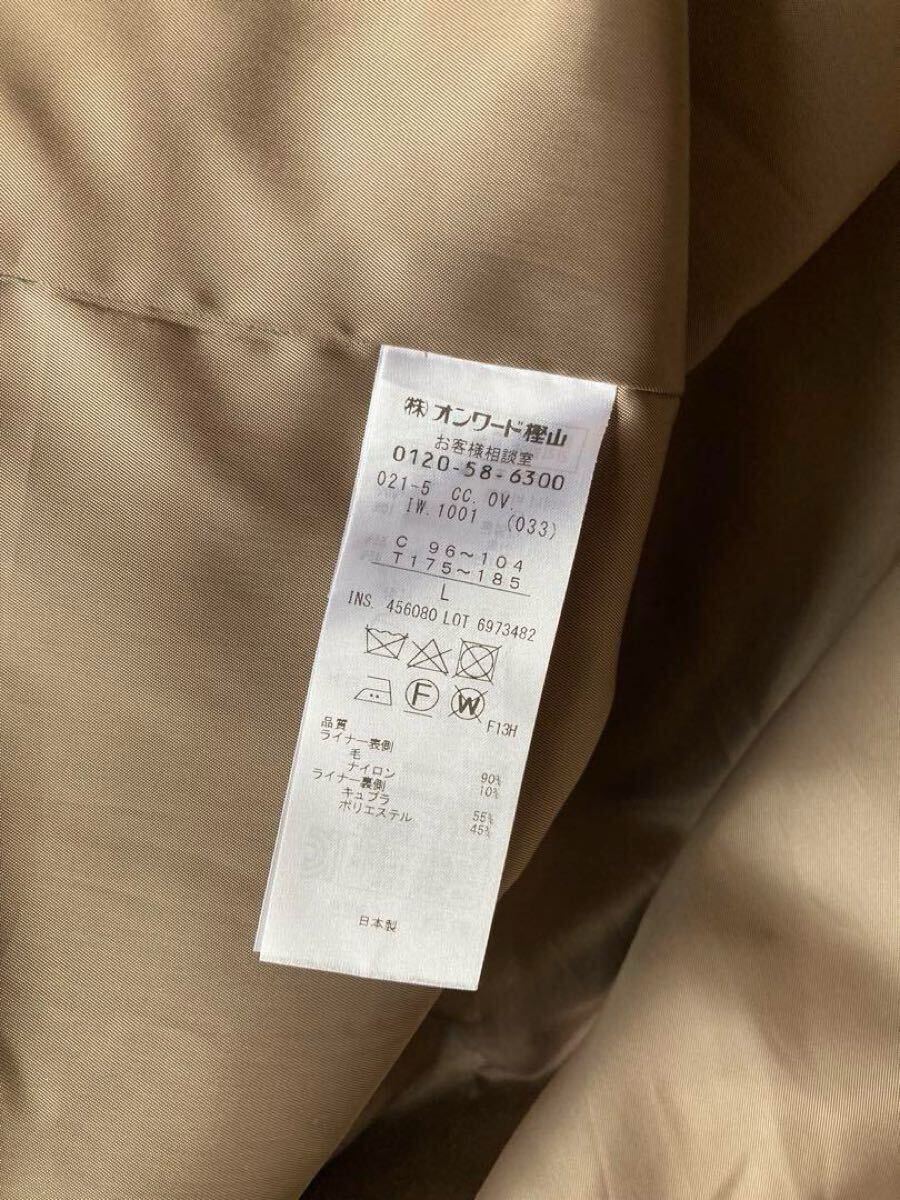 (株)オンワード樫山
お客様相談室
0120-58-6300
021-5 CC. OV.
IW.1001 (033)
C 96~104
T175~185
L
INS. 456080 LOT 6973482
F W F13H
品質
ライナー裏側
毛 90%
ナイロン 10%
ライナー裏側
キュプラ 55%
ポリエステル 45%
日本製